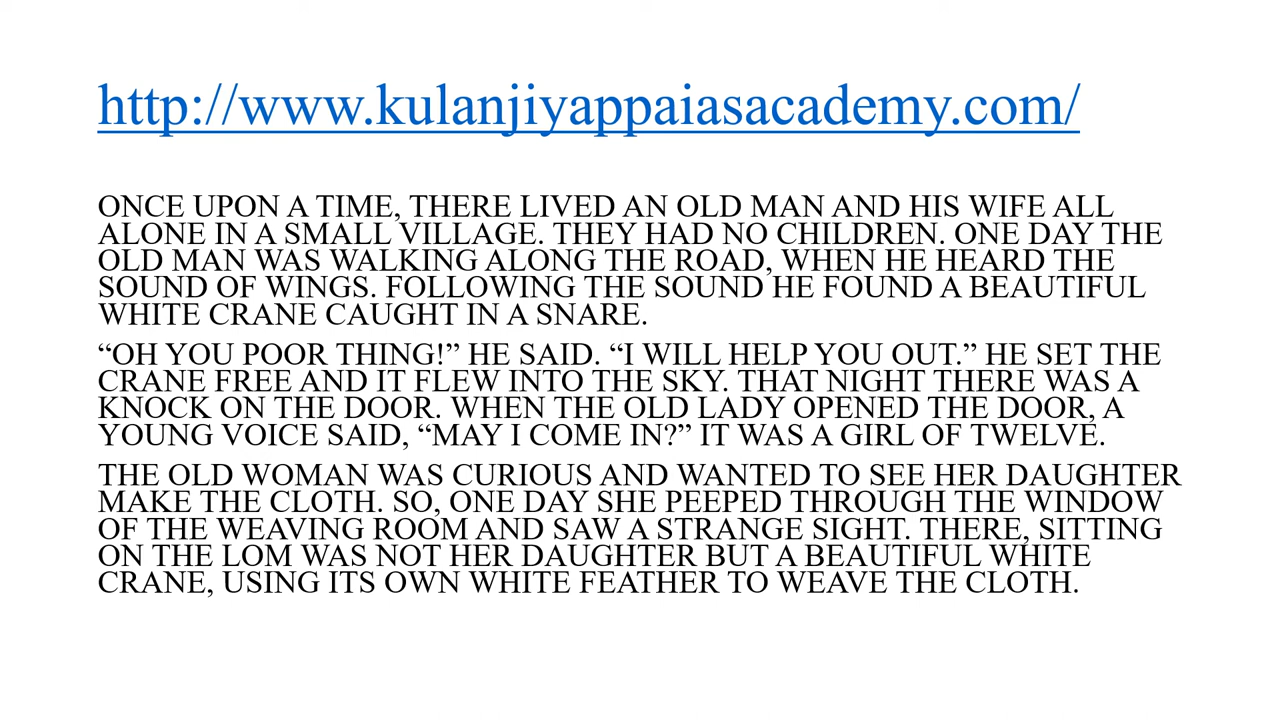 http://www.kulanjiyappaiasacademy.com/
ONCE UPON A TIME, THERE LIVED AN OLD MAN AND HIS WIFE ALL
ALONE IN A SMALL VILLAGE. THEY HAD NO CHILDREN. ONE DAY THE
OLD MAN WAS WALKING ALONG THE ROAD, WHEN HE HEARD THE
SOUND OF WINGS. FOLLOWING THE SOUND HE FOUND A BEAUTIFUL
WHITE CRANE CAUGHT IN A SNARE.
“OH YOU POOR THING!” HE SAID. “I WILL HELP YOU OUT.” HE SET THE
CRANE FREE AND IT FLEW INTO THE SKY. THAT NIGHT THERE WAS A
KNOCK ON THE DOOR. WHEN THE OLD LADY OPENED THE DOOR, A
YOUNG VOICE SAID, “MAY I COME IN?” IT WAS A GIRL OF TWELVE.
THE OLD WOMAN WAS CURIOUS AND WANTED TO SEE HER DAUGHTER
MAKE THE CLOTH. SO, ONE DAY SHE PEEPED THROUGH THE WINDOW
OF THE WEAVING ROOM AND SAW A STRANGE SIGHT. THERE, SITTING
ON THE LOM WAS NOT HER DAUGHTER BUT A BEAUTIFUL WHITE
CRANE, USING ITS OWN WHITE FEATHER TO WEAVE THE CLOTH.